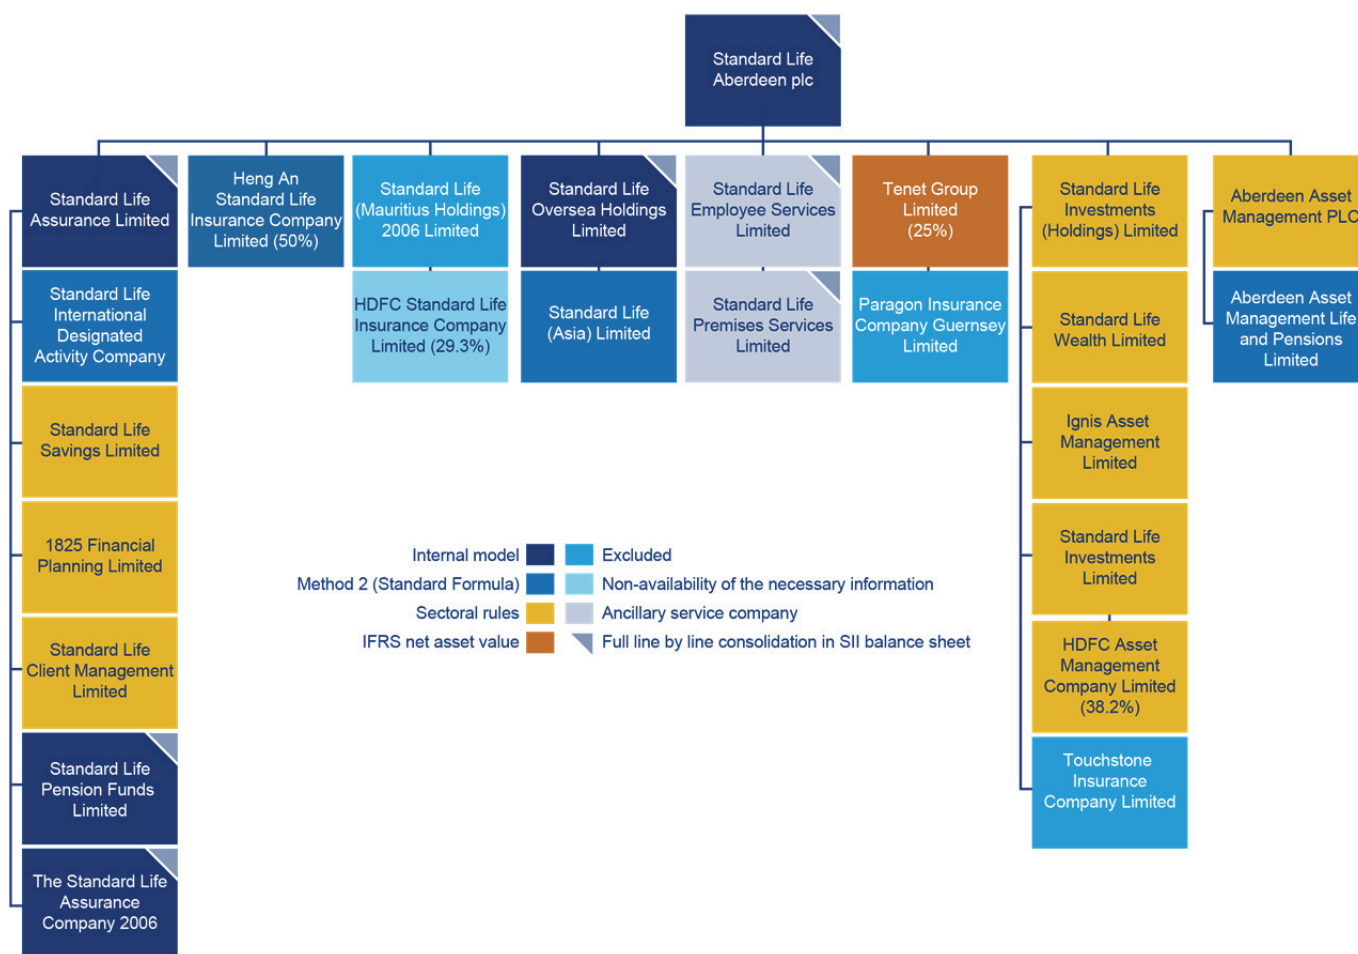 Standard Life
Aberdeen plc
Standard Life
Assurance Limited
Heng An
Standard Life
Insurance Company
Limited (50%)
Standard Life
(Mauritius Holdings)
2006 Limited
Standard Life
Oversea Holdings
Limited
Standard Life
Employee Services
Limited
Tenet Group
Limited
(25%)
Standard Life
Investments
(Holdings) Limited
Aberdeen Asset
Management PLC
Standard Life
International
Designated
Activity Company
HDFC Standard Life
Insurance Company
Limited (29.3%)
Standard Life
(Asia) Limited
Standard Life
Premises Services
Limited
Paragon Insurance
Company Guernsey
Limited
Standard Life
Wealth Limited
Aberdeen Asset
Management Life
and Pensions
Limited
Standard Life
Savings Limited
Ignis Asset
Management
Limited
1825 Financial
Planning Limited
Standard Life
Investments
Limited
Internal model
Excluded
Method 2 (Standard Formula)
Non-availability of the necessary information
Sectoral rules
Ancillary service company
IFRS net asset value
Full line by line consolidation in SII balance sheet
Standard Life
Client Management
Limited
HDFC Asset
Management
Company Limited
(38.2%)
Standard Life
Pension Funds
Limited
Touchstone
Insurance
Company Limited
The Standard Life
Assurance
Company 2006